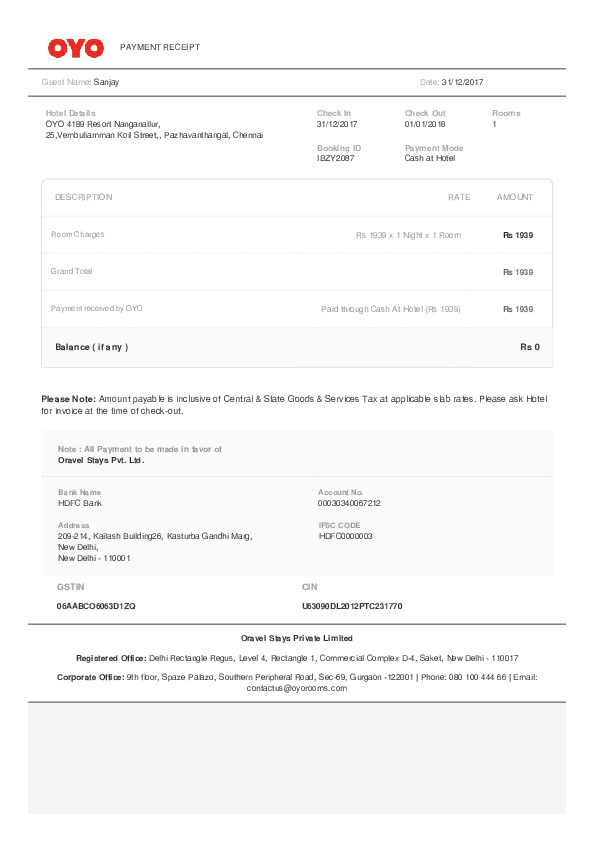 OYO PAYMENT RECEIPT
Guest Name: Sanjay Date: 31/12/2017
Hotel Details Check In Check Out Rooms
OYO 4189 Resort Nanganallur, 31/12/2017 01/01/2018 1
25,Vembuliamman Koil Street,, Pazhavanthangal, Chennai
Booking ID Payment Mode
IBZY2087 Cash at Hotel
DESCRIPTION RATE AMOUNT
Room Charges Rs 1939 x 1 Night x 1 Room Rs 1939
Grand Total Rs 1939
Payment received by OYO Paid through Cash At Hotel (Rs 1939) Rs 1939
Balance ( if any ) Rs 0
Please Note: Amount payable is inclusive of Central & State Goods & Services Tax at applicable slab rates. Please ask Hotel
for invoice at the time of check-out.
Note : All Payment to be made in favor of
Oravel Stays Pvt. Ltd.
Bank Name Account No.
HDFC Bank 00030340067212
Address IFSC CODE
209-214, Kailash Building26, Kasturba Gandhi Marg, HDFC0000003
New Delhi,
New Delhi - 110001
GSTIN CIN
06AABCO6063D1ZQ U63090DL2012PTC231770
Oravel Stays Private Limited
Registered Office: Delhi Rectangle Regus, Level 4, Rectangle 1, Commercial Complex D-4, Saket, New Delhi - 110017
Corporate Office: 9th floor, Spaze Palazo, Southern Peripheral Road, Sec-69, Gurgaon -122001 | Phone: 080 100 444 66 | Email:
contactus@oyorooms.com